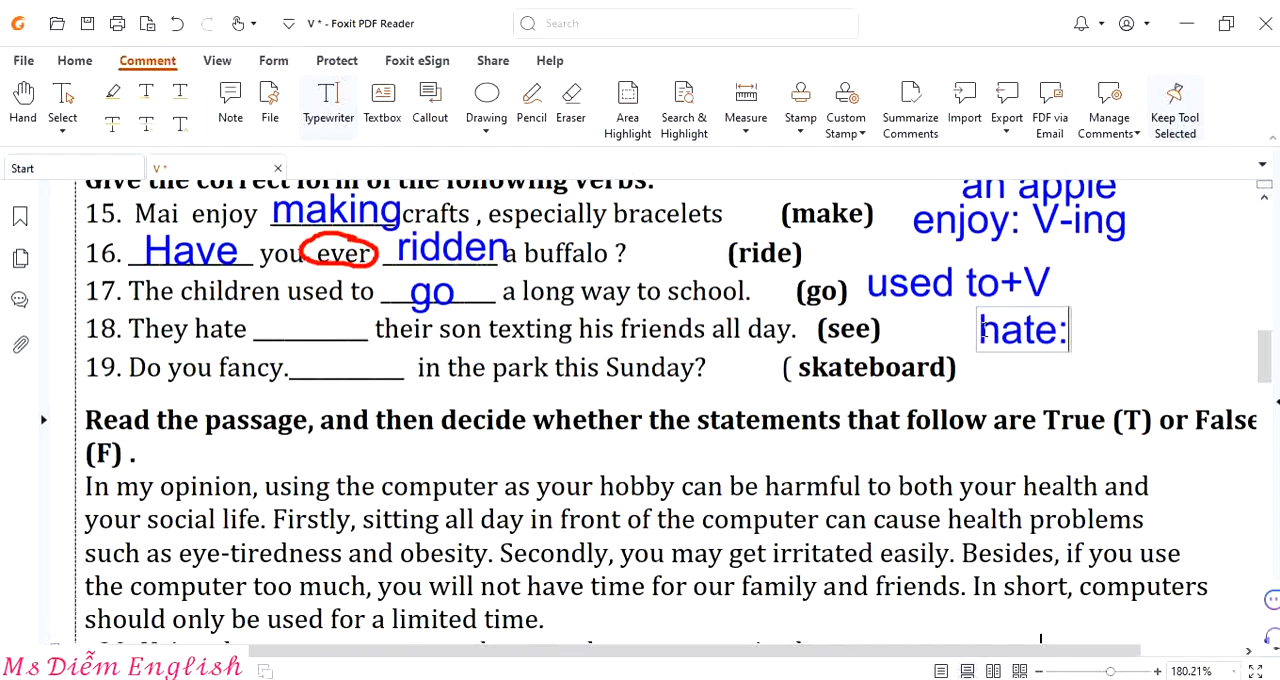 V * - Foxit PDF Reader
Search
File Home Comment View Form Protect Foxit eSign Share Help
Hand Select Note File Typewriter Textbox Callout Drawing Pencil Eraser Area Highlight Search & Highlight Measure Stamp Custom Stamp Summarize Comments Import Export PDF via Email Manage Comments Keep Tool Selected
Start V *
Give the correct form of the following verbs. an apple
15. Mai enjoy making crafts , especially bracelets (make) enjoy: V-ing
16. Have you ever ridden a buffalo ? (ride)
17. The children used to go a long way to school. (go) used to+V
18. They hate __________ their son texting his friends all day. (see) hate:
19. Do you fancy.__________ in the park this Sunday? ( skateboard)
Read the passage, and then decide whether the statements that follow are True (T) or False
(F) .
In my opinion, using the computer as your hobby can be harmful to both your health and
your social life. Firstly, sitting all day in front of the computer can cause health problems
such as eye-tiredness and obesity. Secondly, you may get irritated easily. Besides, if you use
the computer too much, you will not have time for our family and friends. In short, computers
should only be used for a limited time.
Ms Diễm English
180.21%